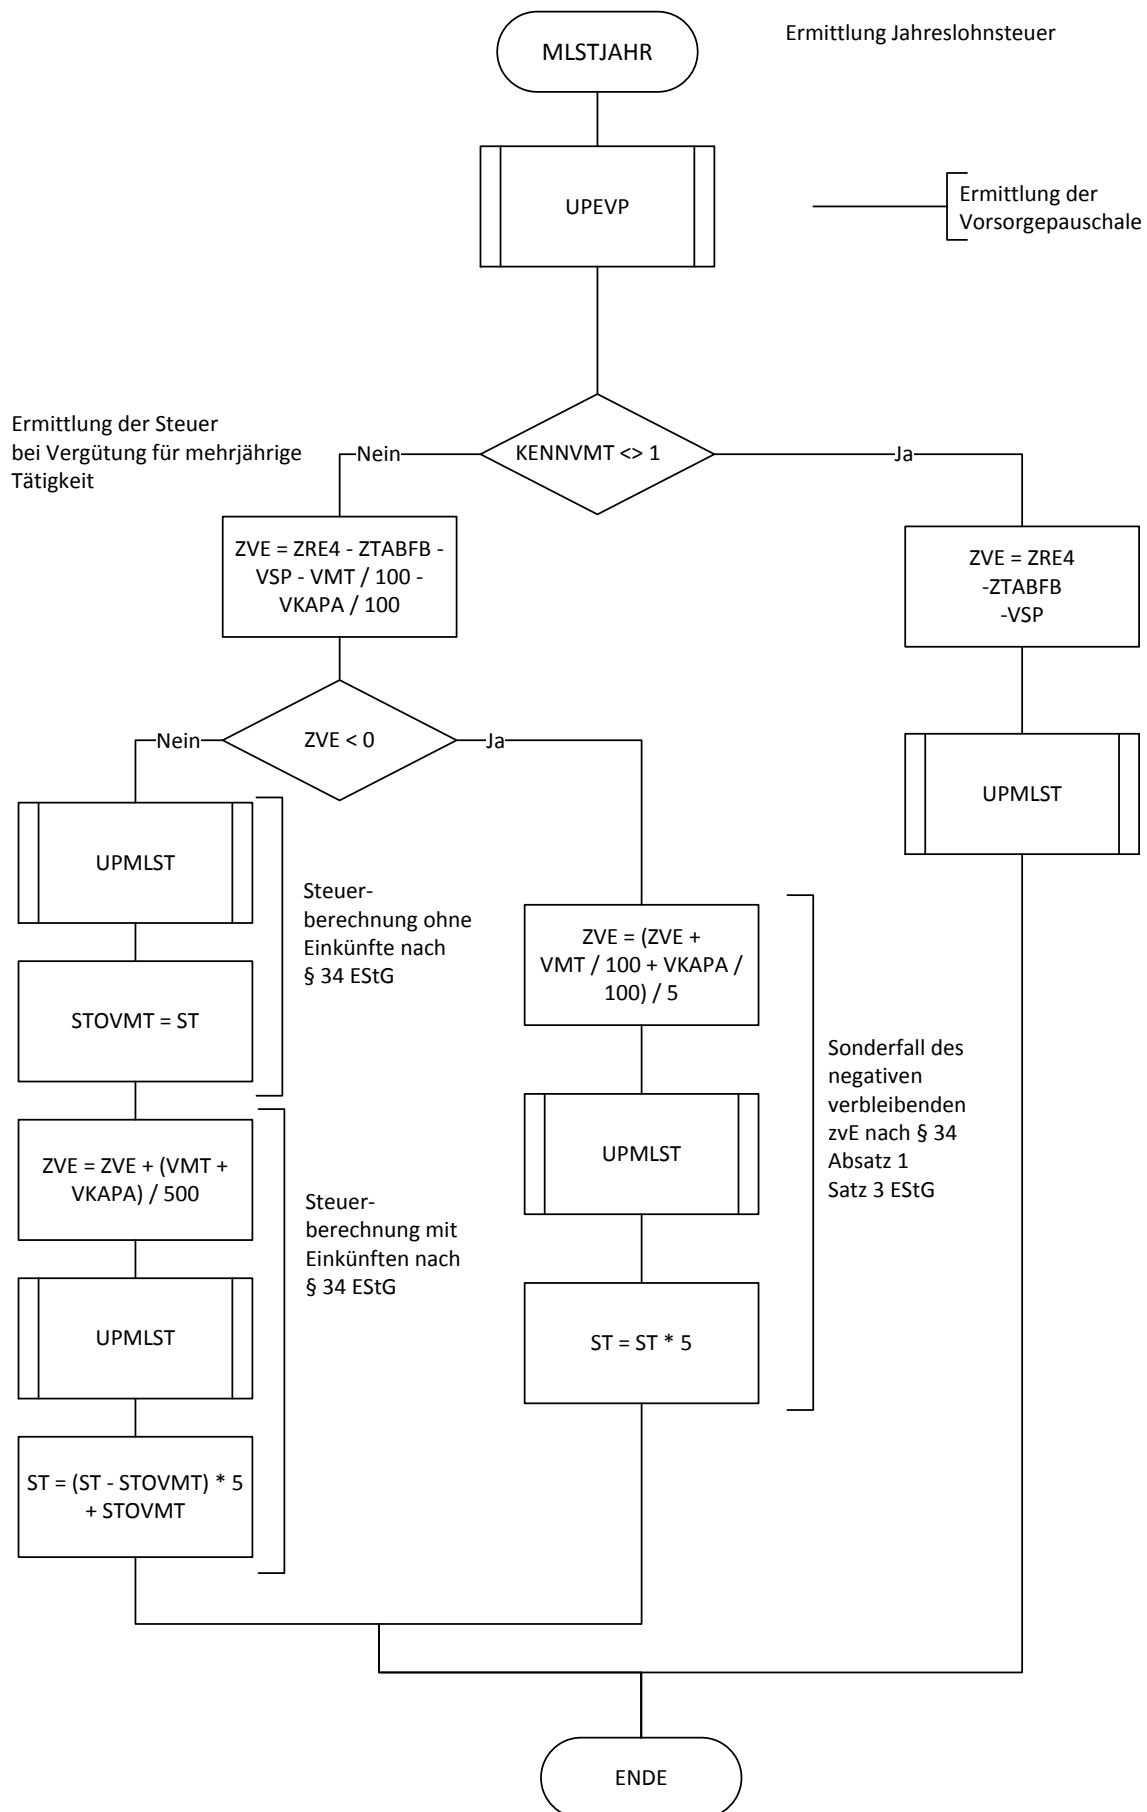 MLSTJAHR
Ermittlung Jahreslohnsteuer
UPEVP
Ermittlung der
Vorsorgepauschale
Ermittlung der Steuer
bei Vergütung für mehrjährige
Tätigkeit
Nein
KENNVMT <> 1
Ja
ZVE = ZRE4 - ZTABFB -
VSP - VMT / 100 -
VKAPA / 100
ZVE = ZRE4
-ZTABFB
-VSP
Nein
ZVE < 0
Ja
UPMLST
UPMLST
Steuer-
berechnung ohne
Einkünfte nach
§ 34 EStG
STOVMT = ST
ZVE = (ZVE +
VMT / 100 + VKAPA /
100) / 5
UPMLST
ST = ST * 5
Sonderfall des
negativen
verbleibenden
zvE nach § 34
Absatz 1
Satz 3 EStG
ZVE = ZVE + (VMT +
VKAPA) / 500
UPMLST
Steuer-
berechnung mit
Einkünften nach
§ 34 EStG
ST = (ST - STOVMT) * 5
+ STOVMT
ENDE